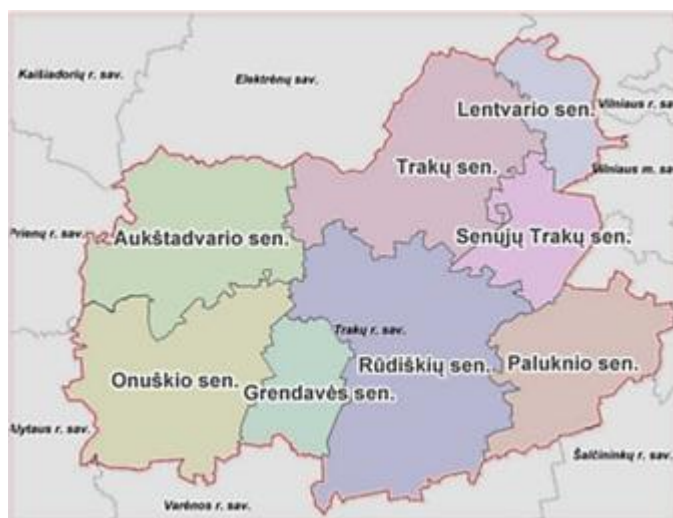 Kaišiadorių r. sav.
Elektrėnų sav.
Lentvario sen.
Vilniaus r. sav
Trakų sen.
Vilniaus m. sav
Prienų r. sav.
Aukštadvario sen.
Senųjų Trakų sen.
Trakų r. sav.
Onuškio sen.
Rūdiškių sen.
Paluknio sen.
Grendavės sen.
Alytaus r. sav.
Šalčininkų r. sav.
Varėnos r. sav.